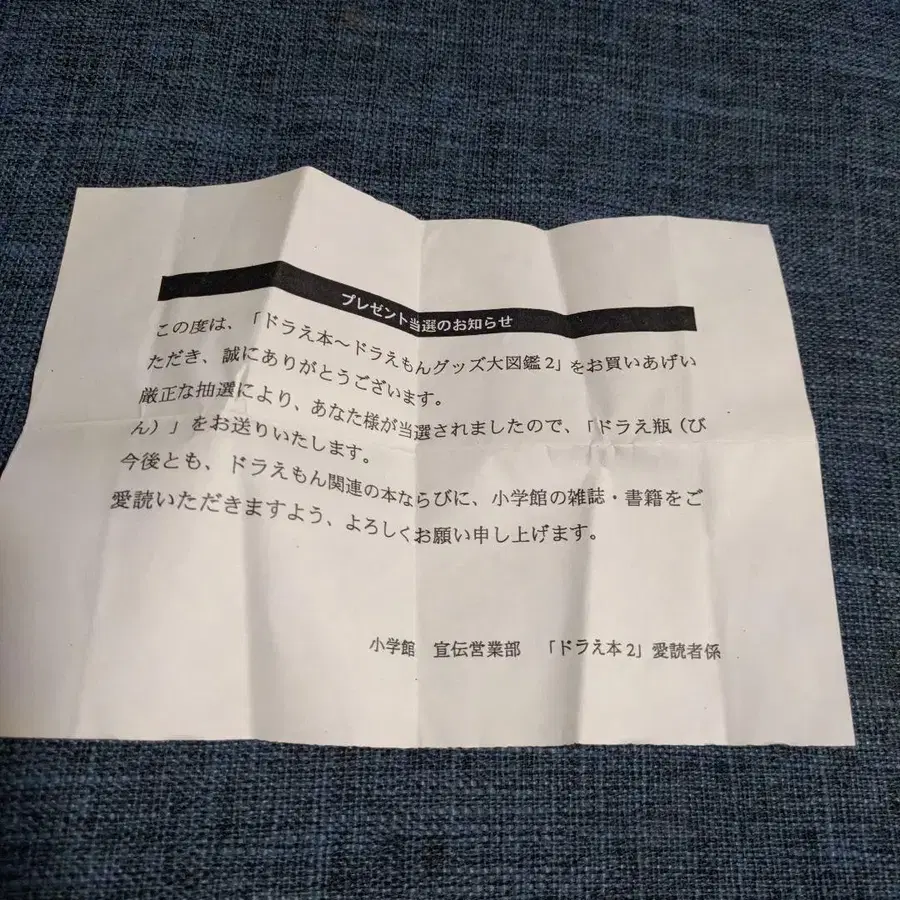 プレゼント当選のお知らせ
この度は、「ドラえ本～ドラえもんグッズ大図鑑2」をお買いあげい
ただき、誠にありがとうございます。
厳正な抽選により、あなた様が当選されましたので、「ドラえ瓶（び
ん）」をお送りいたします。
今後とも、ドラえもん関連の本ならびに、小学館の雑誌・書籍をご
愛読いただきますよう、よろしくお願い申し上げます。
小学館　宣伝営業部　「ドラえ本2」愛読者係